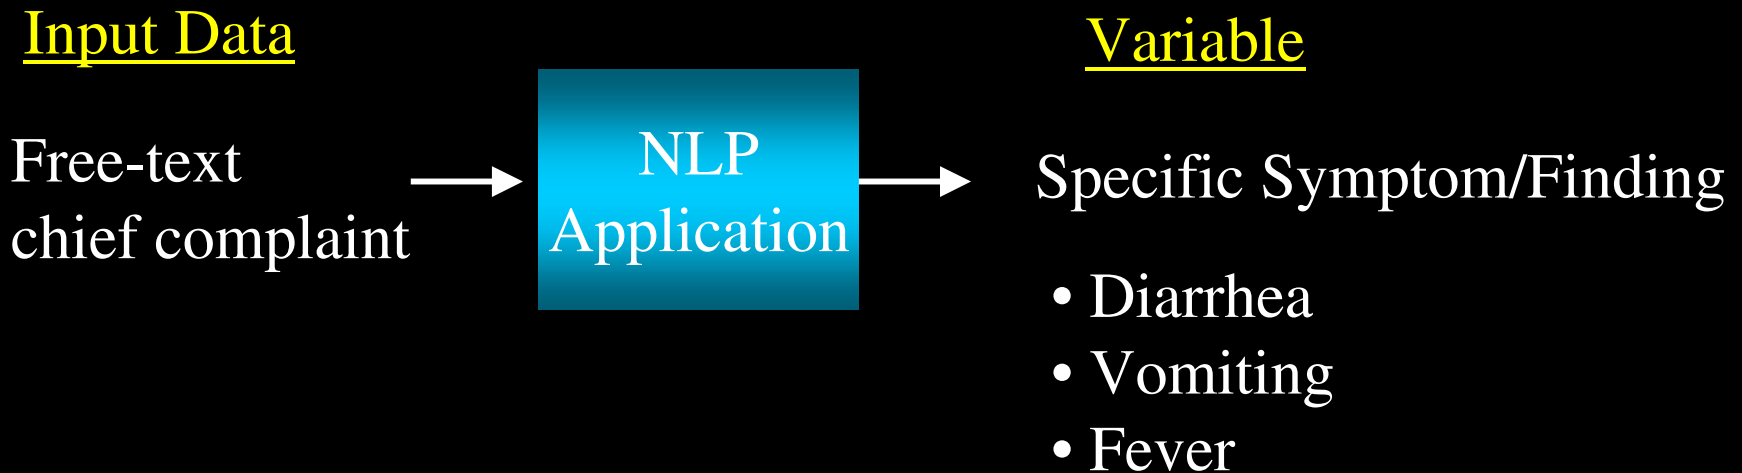 Input Data
Variable
Free-text
chief complaint
NLP
Application
Specific Symptom/Finding
• Diarrhea
• Vomiting
• Fever